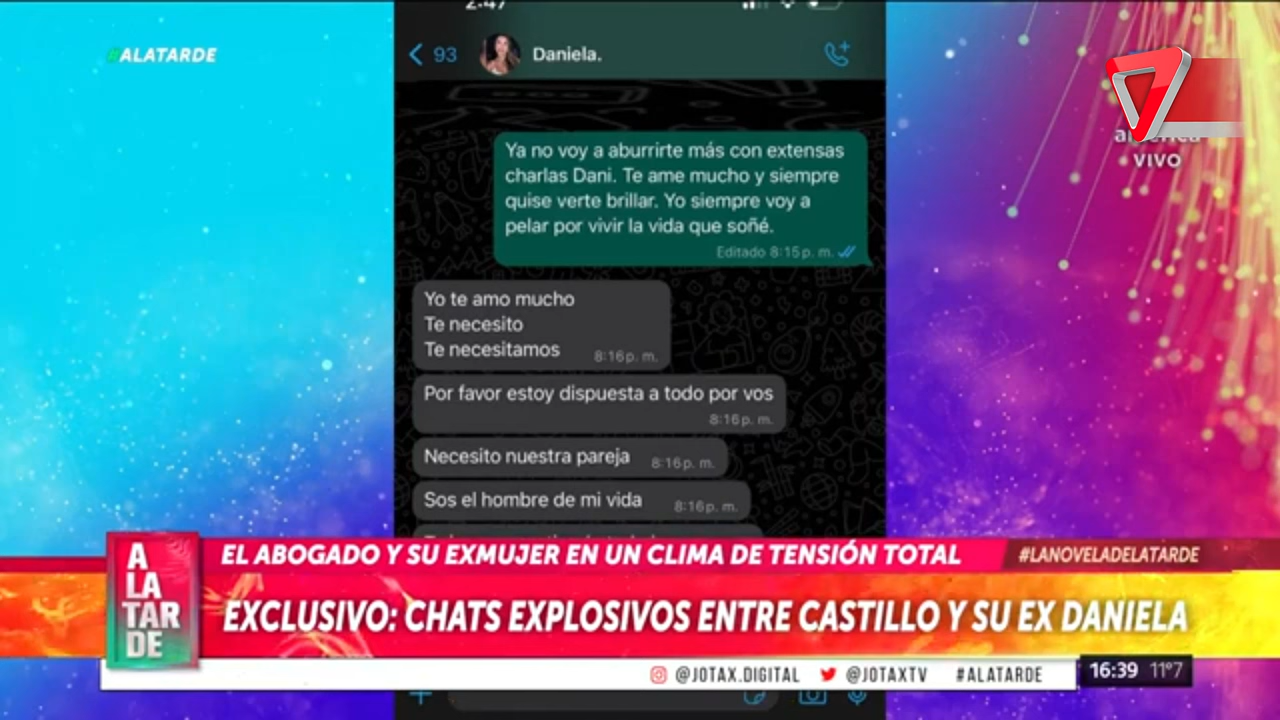 2:47
#ALATARDE
93
Daniela.
américa
VIVO
Ya no voy a aburrirte más con extensas
charlas Dani. Te ame mucho y siempre
quise verte brillar. Yo siempre voy a
pelar por vivir la vida que soñé.
Editado 8:15 p. m.
Yo te amo mucho
Te necesito
Te necesitamos
8:16 p. m.
Por favor estoy dispuesta a todo por vos
8:16 p. m.
Necesito nuestra pareja
8:16 p. m.
Sos el hombre de mi vida
8:16 p. m.
A
LA
TAR
DE
EL ABOGADO Y SU EXMUJER EN UN CLIMA DE TENSIÓN TOTAL
#LANOVELADELATARDE
EXCLUSIVO: CHATS EXPLOSIVOS ENTRE CASTILLO Y SU EX DANIELA
@JOTAX.DIGITAL
@JOTAXTV
#ALATARDE
16:39
11°7